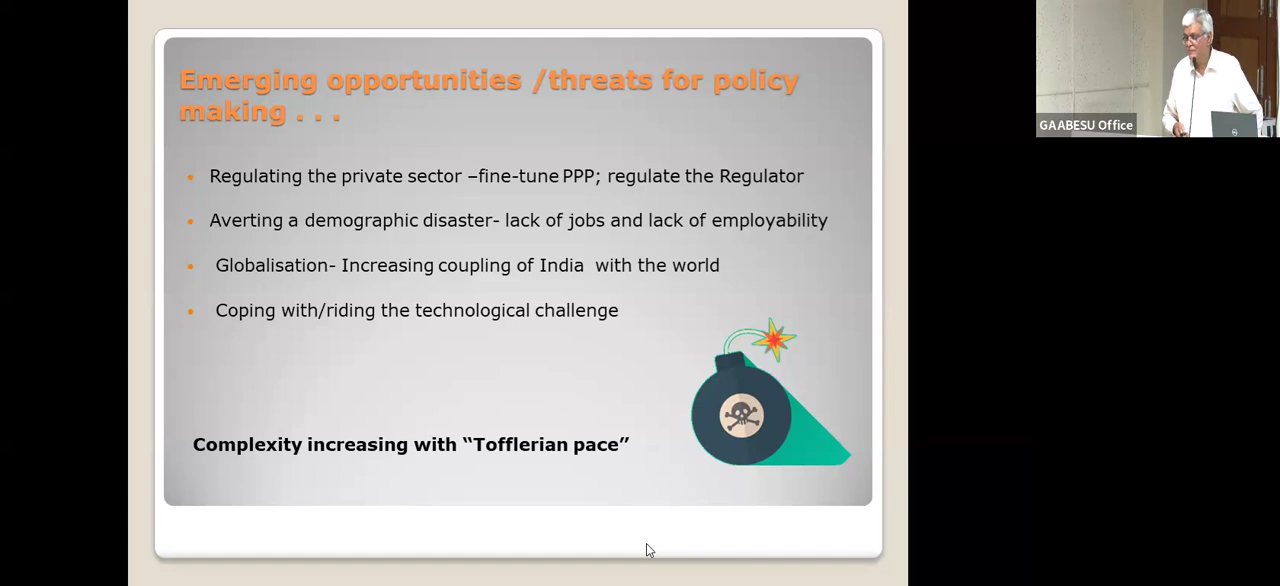 Emerging opportunities /threats for policy
making . . .
• Regulating the private sector –fine-tune PPP; regulate the Regulator
• Averting a demographic disaster- lack of jobs and lack of employability
• Globalisation- Increasing coupling of India with the world
• Coping with/riding the technological challenge
Complexity increasing with “Tofflerian pace”
GAABESU Office